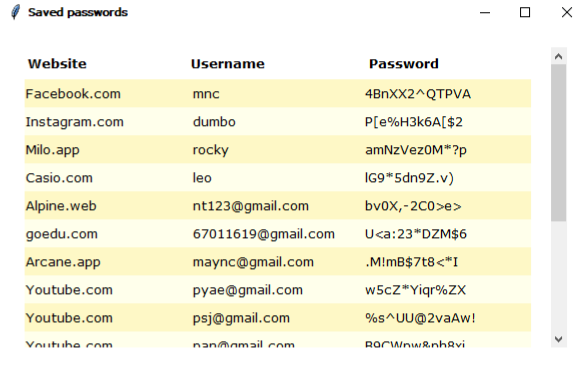 Saved passwords
Website Username Password
Facebook.com mnc 4BnXX2^QTPVA
Instagram.com dumbo P[e%H3k6A[$2
Milo.app rocky amNzVez0M*?p
Casio.com leo lG9*5dn9Z.v)
Alpine.web nt123@gmail.com bv0X,-2C0>e>
goedu.com 67011619@gmail.com U<a:23*DZM$6
Arcane.app maync@gmail.com .M!mB$7t8<*I
Youtube.com pyae@gmail.com w5cZ*Yiqr%ZX
Youtube.com psj@gmail.com %s^UU@2vaAw!
Youtube.com pan@gmail.com